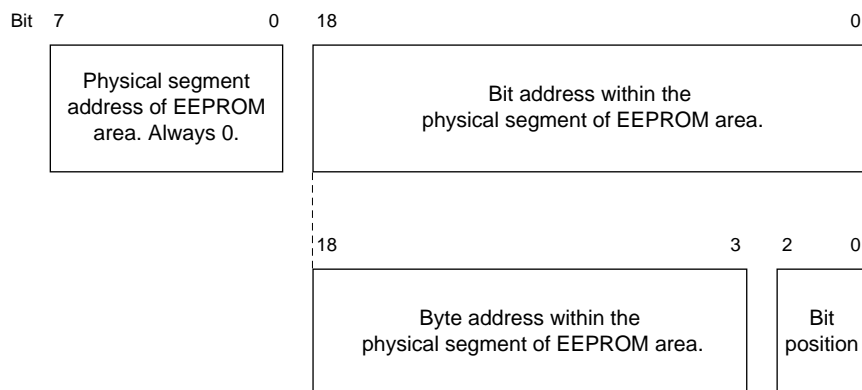 Bit 7 0 18 0
Physical segment
address of EEPROM
area. Always 0.
Bit address within the
physical segment of EEPROM area.
18 3 2 0
Byte address within the
physical segment of EEPROM area.
Bit
position